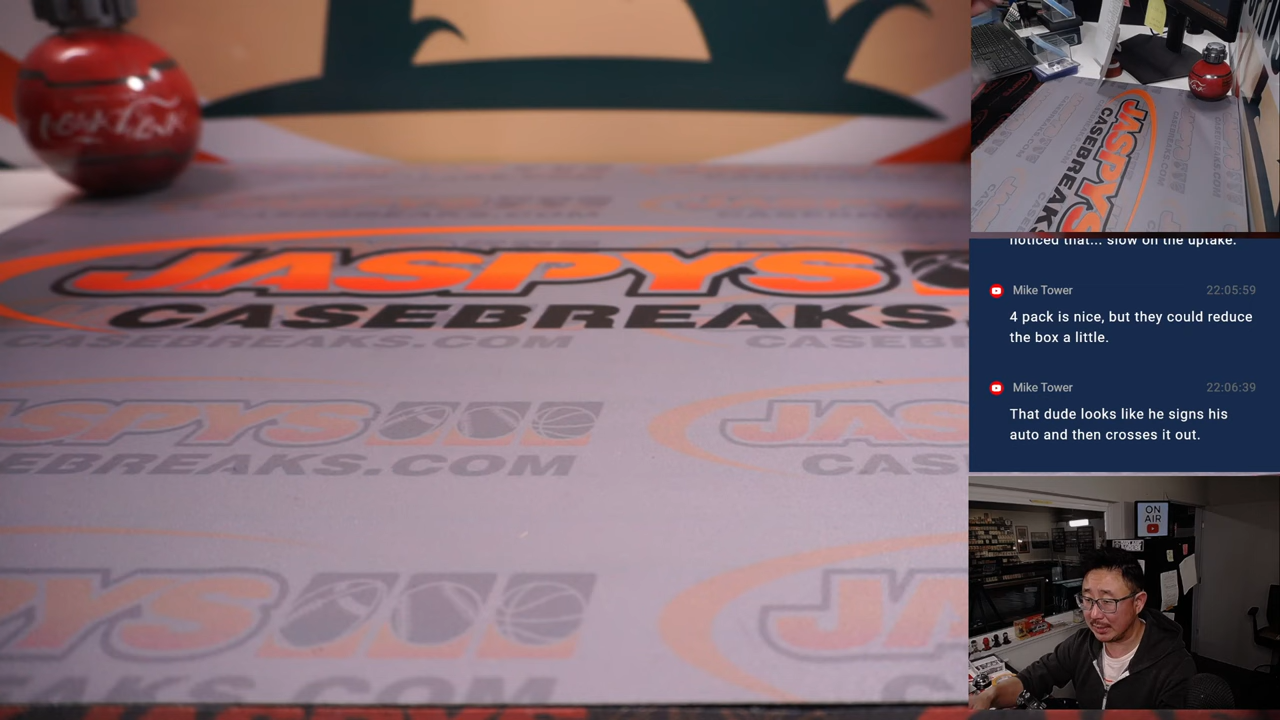 JASPYS
CASEBREAKS
CASEBREAKS.COM
JASPYS
EBREAKS.COM
JASPYS
CASEBREAKS
noticed that... slow on the uptake.
Mike Tower 22:05:59
4 pack is nice, but they could reduce
the box a little.
Mike Tower 22:06:39
That dude looks like he signs his
auto and then crosses it out.
ON
AIR